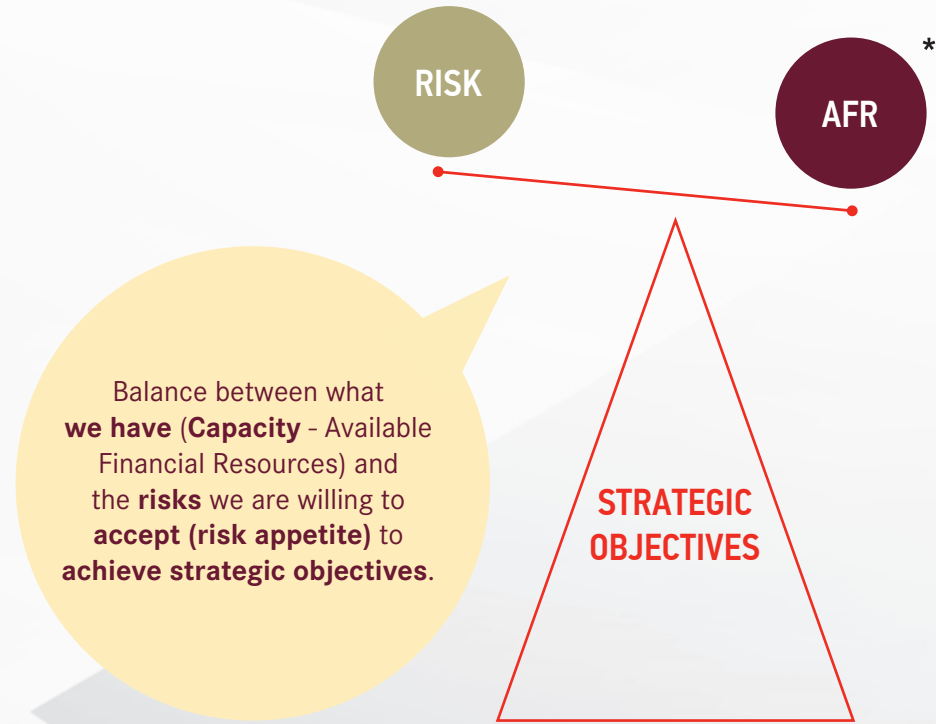 RISK
AFR
*
Balance between what
we have (Capacity - Available
Financial Resources) and
the risks we are willing to
accept (risk appetite) to
achieve strategic objectives.
STRATEGIC
OBJECTIVES